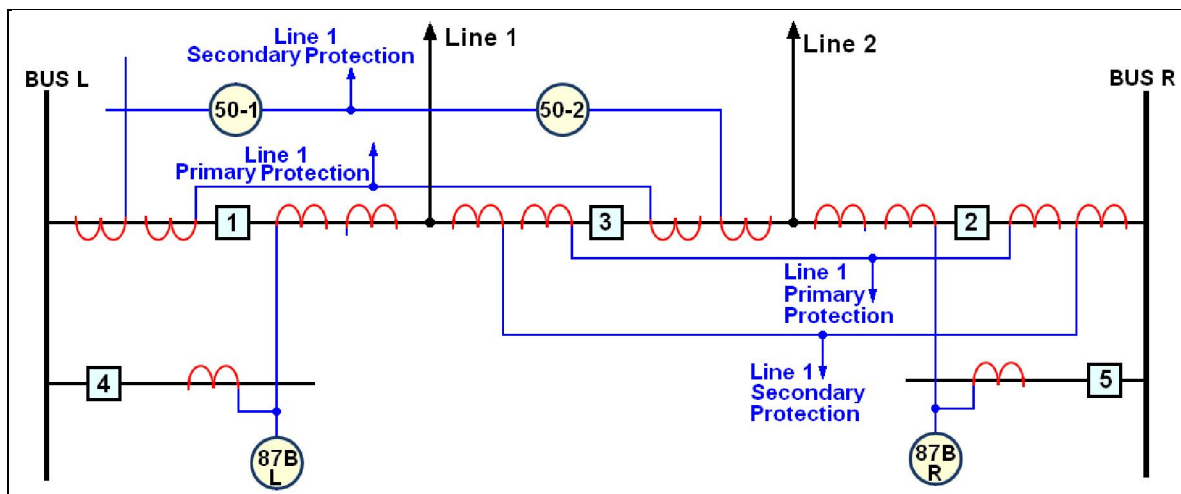 Line 1
Secondary Protection
Line 1
Line 2
BUS L
BUS R
50-1
50-2
Line 1
Primary Protection
1
3
2
Line 1
Primary
Protection
Line 1
Secondary
Protection
4
5
87B
L
87B
R